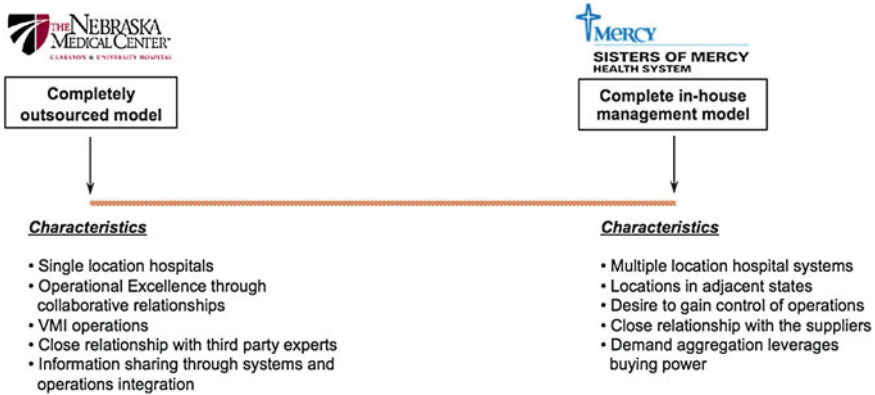 THE NEBRASKA
MEDICAL CENTER
CLARKSON & UNIVERSITY HOSPITAL
Completely
outsourced model
MERCY
SISTERS OF MERCY
HEALTH SYSTEM
Complete in-house
management model
Characteristics
• Single location hospitals
• Operational Excellence through
collaborative relationships
• VMI operations
• Close relationship with third party experts
• Information sharing through systems and
operations integration
Characteristics
• Multiple location hospital systems
• Locations in adjacent states
• Desire to gain control of operations
• Close relationship with the suppliers
• Demand aggregation leverages
buying power